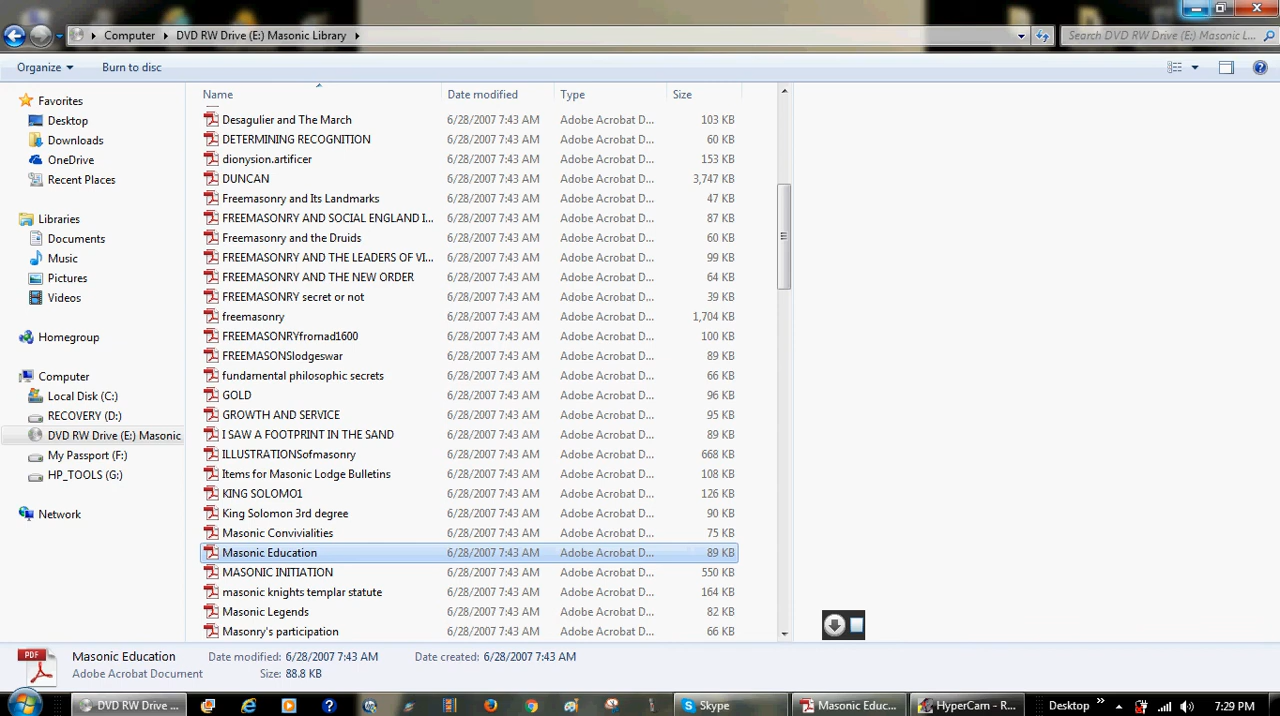 Computer DVD RW Drive (E:) Masonic Library Search DVD RW Drive (E:) Masonic L...
Organize Burn to disc
Name Date modified Type Size
Favorites
Desktop
Downloads
OneDrive
Recent Places
Libraries
Documents
Music
Pictures
Videos
Homegroup
Computer
Local Disk (C:)
RECOVERY (D:)
DVD RW Drive (E:) Masonic
My Passport (F:)
HP_TOOLS (G:)
Network
Desagulier and The March 6/28/2007 7:43 AM Adobe Acrobat D... 103 KB
DETERMINING RECOGNITION 6/28/2007 7:43 AM Adobe Acrobat D... 60 KB
dionysion.artificer 6/28/2007 7:43 AM Adobe Acrobat D... 153 KB
DUNCAN 6/28/2007 7:43 AM Adobe Acrobat D... 3,747 KB
Freemasonry and Its Landmarks 6/28/2007 7:43 AM Adobe Acrobat D... 47 KB
FREEMASONRY AND SOCIAL ENGLAND I... 6/28/2007 7:43 AM Adobe Acrobat D... 87 KB
Freemasonry and the Druids 6/28/2007 7:43 AM Adobe Acrobat D... 60 KB
FREEMASONRY AND THE LEADERS OF VI... 6/28/2007 7:43 AM Adobe Acrobat D... 99 KB
FREEMASONRY AND THE NEW ORDER 6/28/2007 7:43 AM Adobe Acrobat D... 64 KB
FREEMASONRY secret or not 6/28/2007 7:43 AM Adobe Acrobat D... 39 KB
freemasonry 6/28/2007 7:43 AM Adobe Acrobat D... 1,704 KB
FREEMASONRYfromad1600 6/28/2007 7:43 AM Adobe Acrobat D... 100 KB
FREEMASONSlodgeswar 6/28/2007 7:43 AM Adobe Acrobat D... 89 KB
fundamental philosophic secrets 6/28/2007 7:43 AM Adobe Acrobat D... 66 KB
GOLD 6/28/2007 7:43 AM Adobe Acrobat D... 96 KB
GROWTH AND SERVICE 6/28/2007 7:43 AM Adobe Acrobat D... 95 KB
I SAW A FOOTPRINT IN THE SAND 6/28/2007 7:43 AM Adobe Acrobat D... 89 KB
ILLUSTRATIONSofmasonry 6/28/2007 7:43 AM Adobe Acrobat D... 668 KB
Items for Masonic Lodge Bulletins 6/28/2007 7:43 AM Adobe Acrobat D... 108 KB
KING SOLOMO1 6/28/2007 7:43 AM Adobe Acrobat D... 126 KB
King Solomon 3rd degree 6/28/2007 7:43 AM Adobe Acrobat D... 90 KB
Masonic Convivialities 6/28/2007 7:43 AM Adobe Acrobat D... 75 KB
Masonic Education 6/28/2007 7:43 AM Adobe Acrobat D... 89 KB
MASONIC INITIATION 6/28/2007 7:43 AM Adobe Acrobat D... 550 KB
masonic knights templar statute 6/28/2007 7:43 AM Adobe Acrobat D... 164 KB
Masonic Legends 6/28/2007 7:43 AM Adobe Acrobat D... 82 KB
Masonry's participation 6/28/2007 7:43 AM Adobe Acrobat D... 66 KB
PDF
Masonic Education Date modified: 6/28/2007 7:43 AM Date created: 6/28/2007 7:43 AM
Adobe Acrobat Document Size: 88.8 KB
DVD RW Drive ... Skype Masonic Educ... HyperCam - R... Desktop 7:29 PM